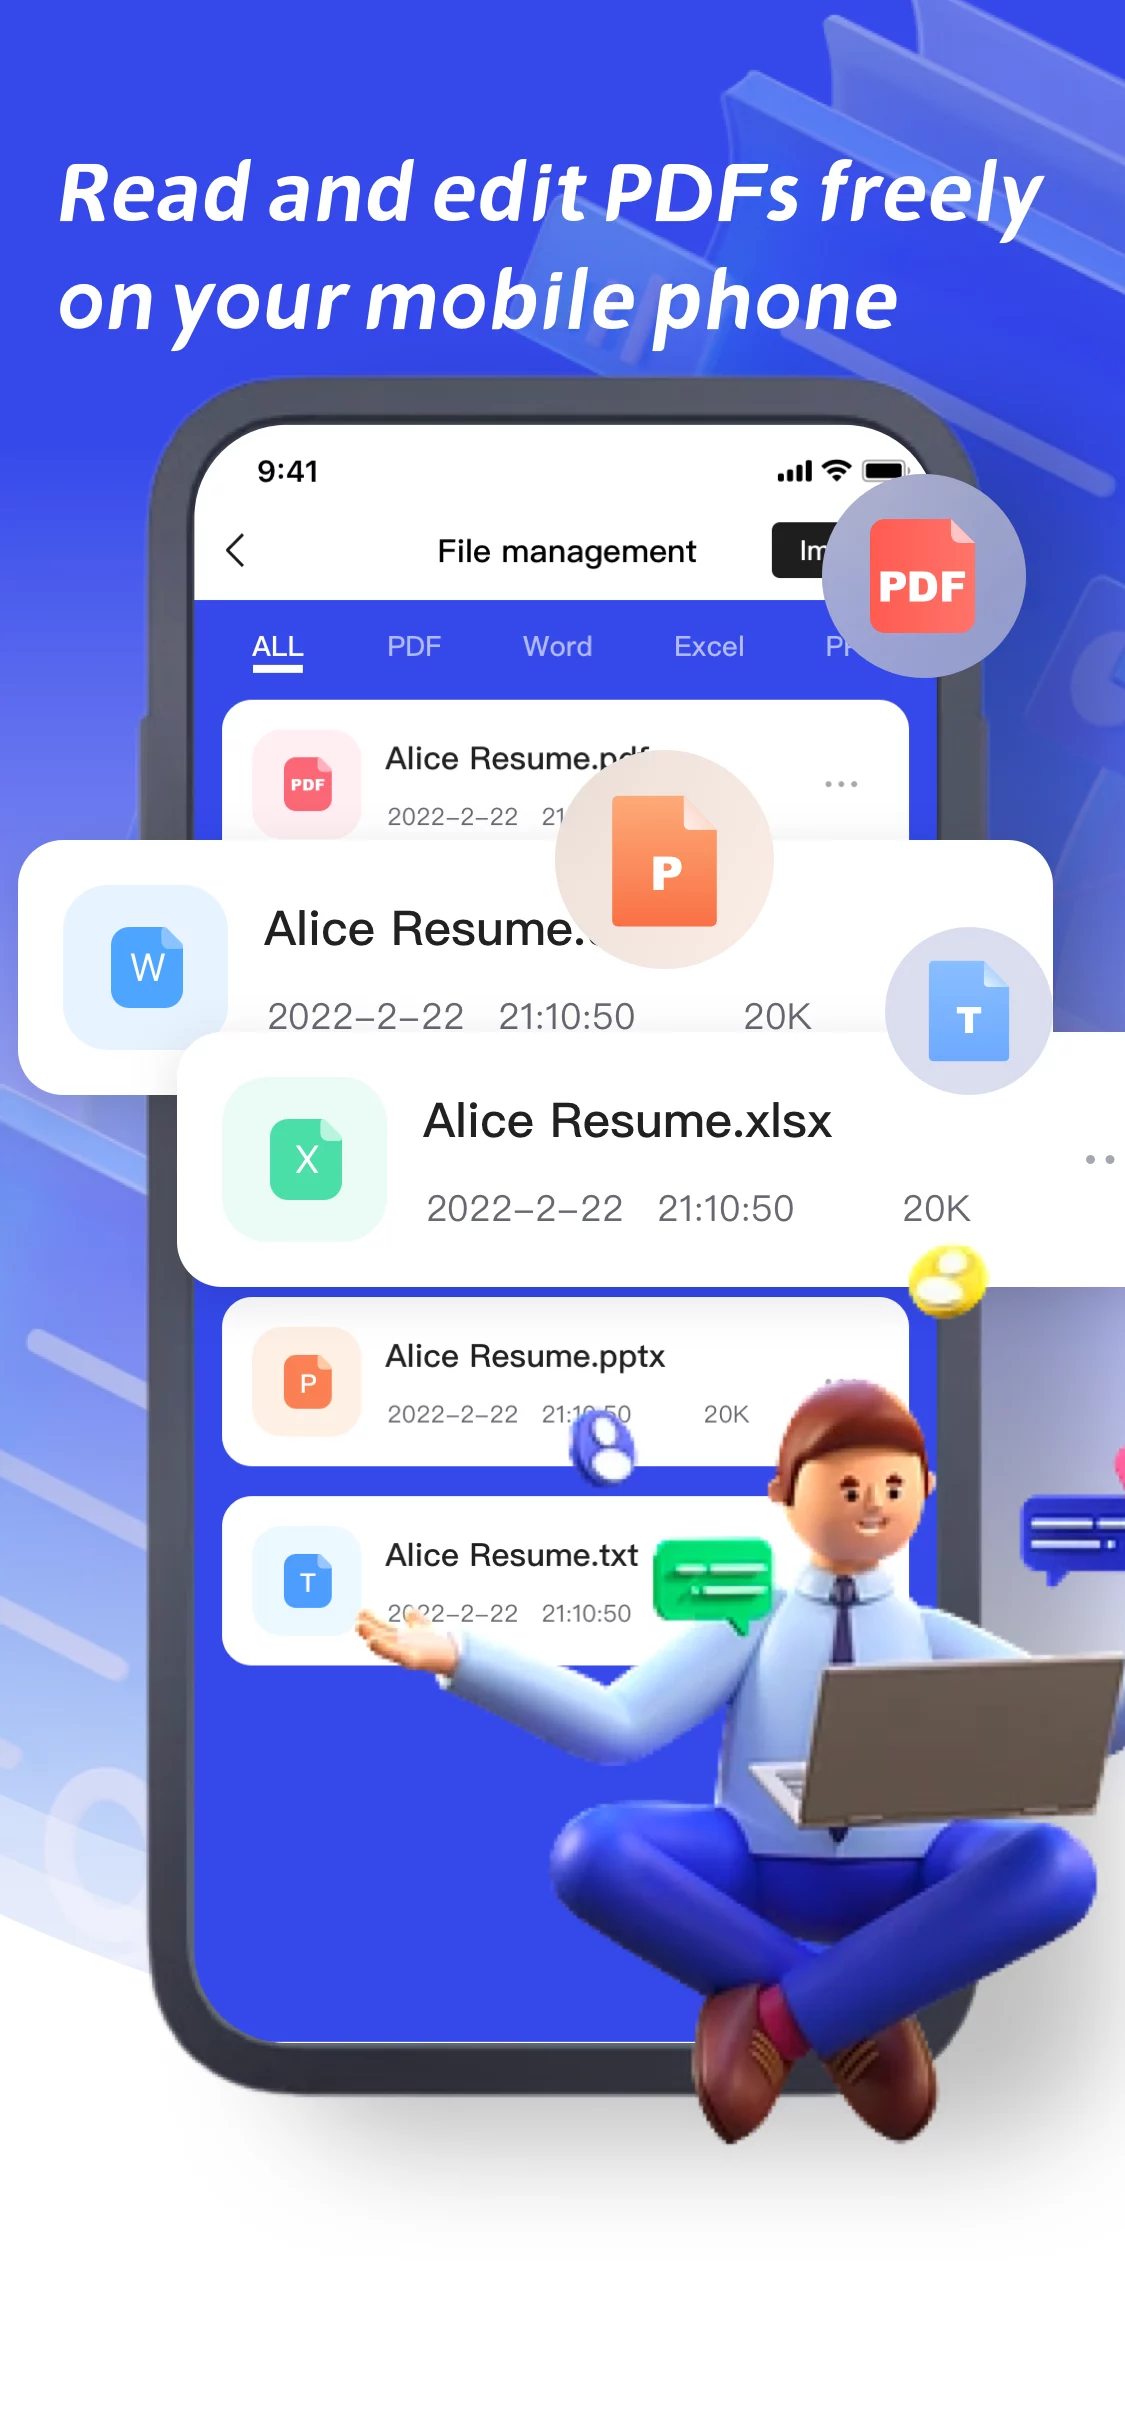 Read and edit PDFs freely
on your mobile phone
9:41
File management
PDF
ALL PDF Word Excel
PDF
Alice Resume.pdf
2022-2-22
P
W
Alice Resume.
2022-2-22 21:10:50 20K
T
X
Alice Resume.xlsx
2022-2-22 21:10:50 20K
P
Alice Resume.pptx
2022-2-22 21:10:50 20K
T
Alice Resume.txt
2022-2-22 21:10:50